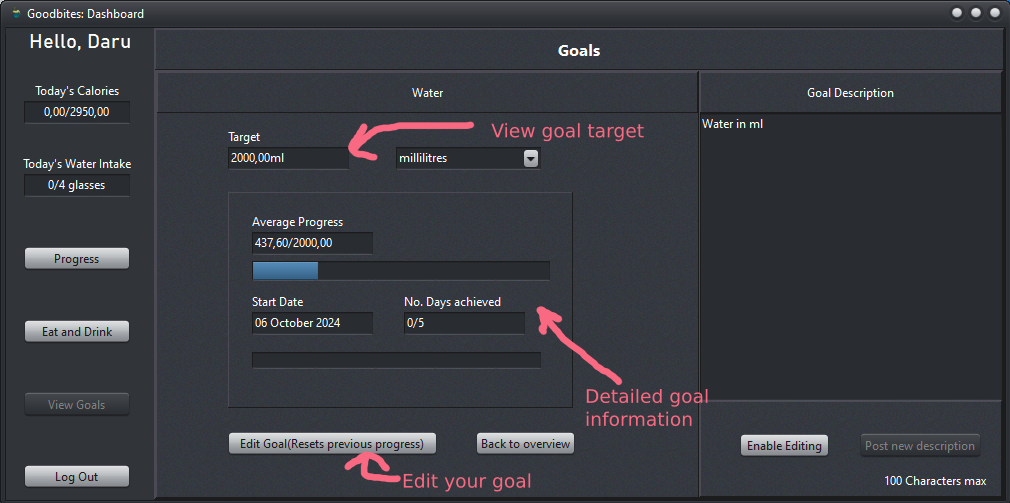 Goodbites: Dashboard
Hello, Daru
Today's Calories
0,00/2950,00
Today's Water Intake
0/4 glasses
Progress
Eat and Drink
View Goals
Log Out
Goals
Water
Target
2000,00ml
millilitres
View goal target
Average Progress
437,60/2000,00
Start Date
06 October 2024
No. Days achieved
0/5
Detailed goal
information
Edit Goal(Resets previous progress)
Back to overview
Edit your goal
Goal Description
Water in ml
Enable Editing
Post new description
100 Characters max